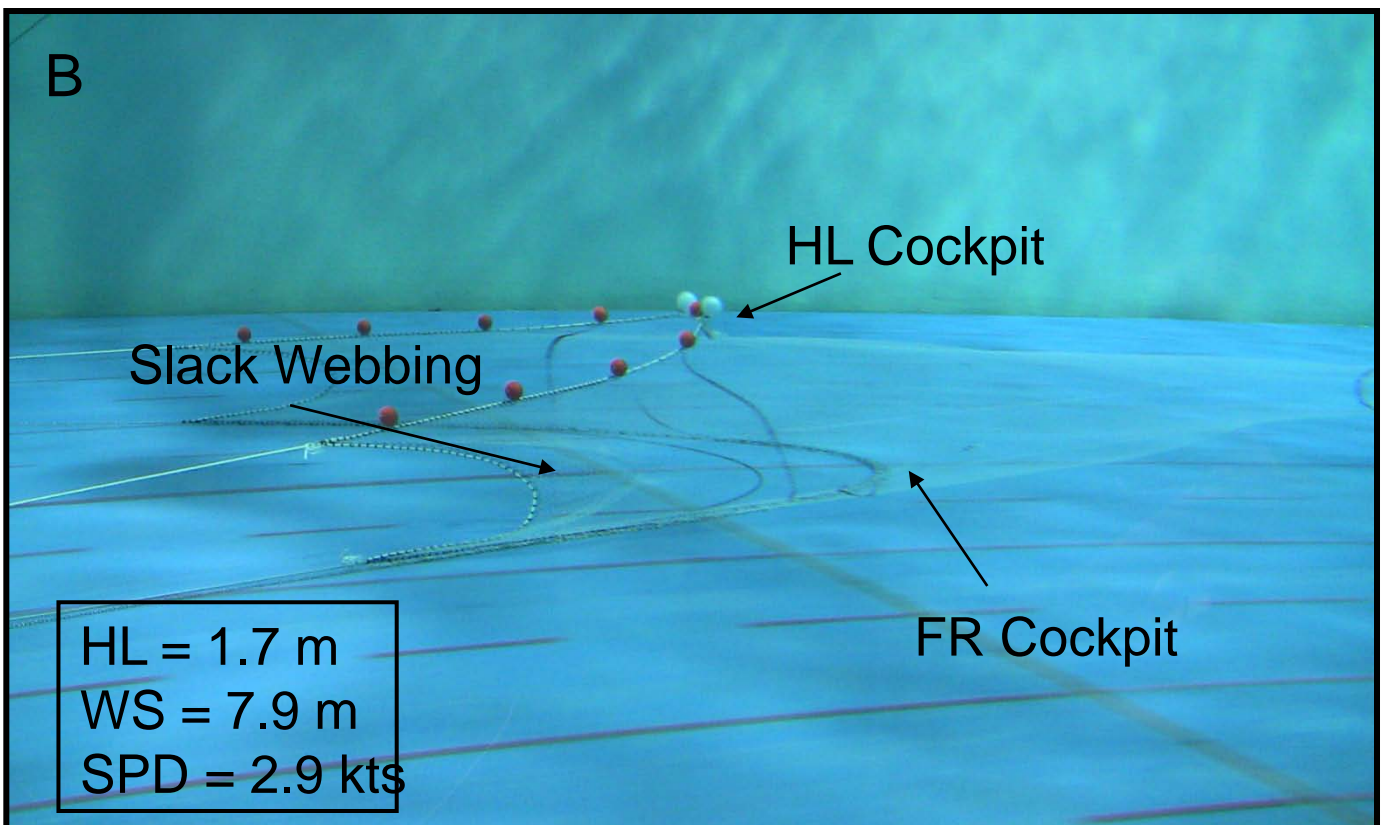 B
HL Cockpit
Slack Webbing
FR Cockpit
HL = 1.7 m
WS = 7.9 m
SPD = 2.9 kts